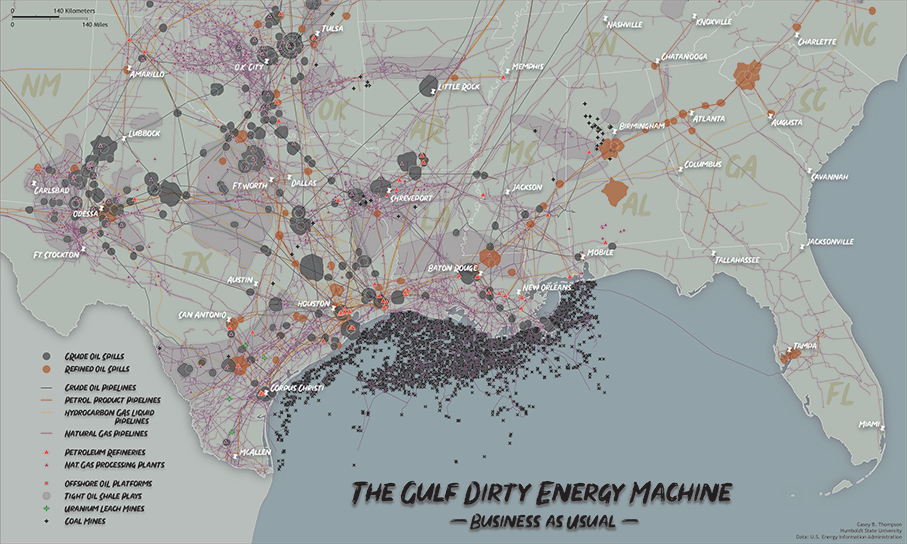 0 140 Kilometers
0 140 Miles
Nashville
Knoxville
Tulsa
Charlette
TN
NC
O.K City
Chatanooga
Memphis
Amarillo
NM
Little Rock
OK
SC
AR
Lubbock
Birmingham
Atlanta
Augusta
MS
Columbus
GA
Carlsbad
Ft.Worth
Dallas
Shreveport
Jackson
Savannah
AL
Odessa
LA
Jacksonville
Ft. Stockton
TX
Mobile
Tallahassee
Baton Rouge
Austin
New Orleans
Houston
San Antonio
Tampa
Crude Oil Spills
Refined Oil Spills
Crude Oil Pipelines
Corpus Christi
FL
Petrol Product Pipelines
Hydrocarbon Gas Liquid
Pipelines
Natural Gas Pipelines
Miami
Petroleum Refineries
McAllen
Nat. Gas Processing Plants
Offshore Oil Platforms
Tight Oil Shale Plays
Uranium Leach Mines
Coal Mines
The Gulf Dirty Energy Machine
— Business as Usual —
Casey B. Thompson
Humboldt State University
Data: U.S. Energy Information Administration